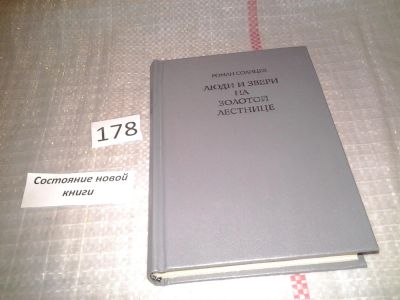 РОМАН СОЛНЦЕВ
ЛЮДИ И ЗВЕРИ
НА
ЗОЛОТОЙ
ЛЕСТНИЦЕ
178
Состояние новой
книги